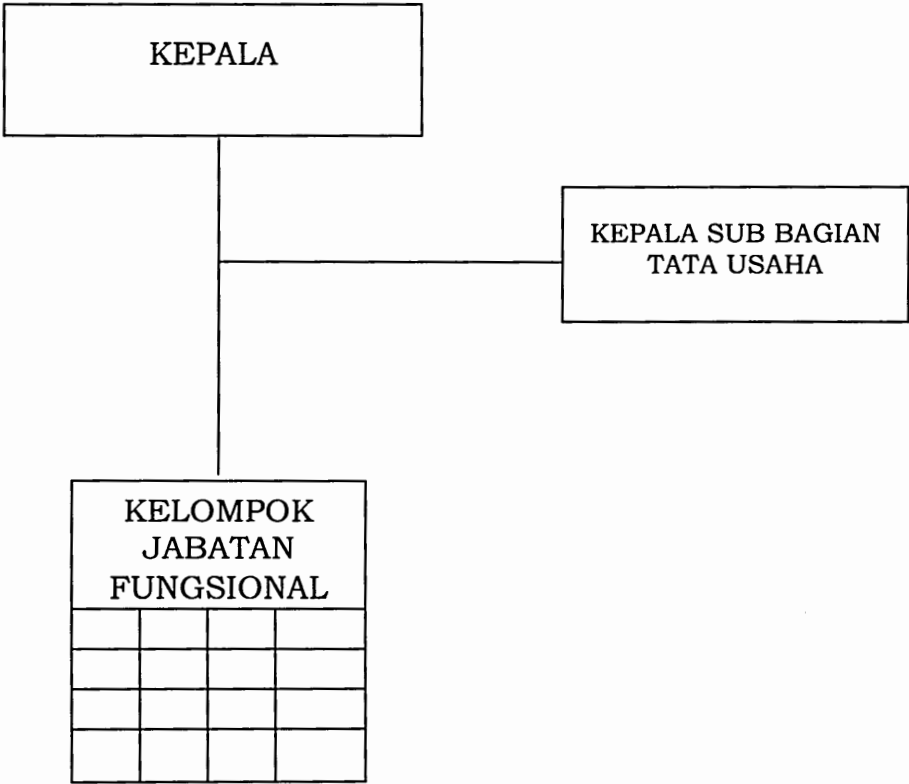 KEPALA
KEPALA SUB BAGIAN
TATA USAHA
KELOMPOK
JABATAN
FUNGSIONAL